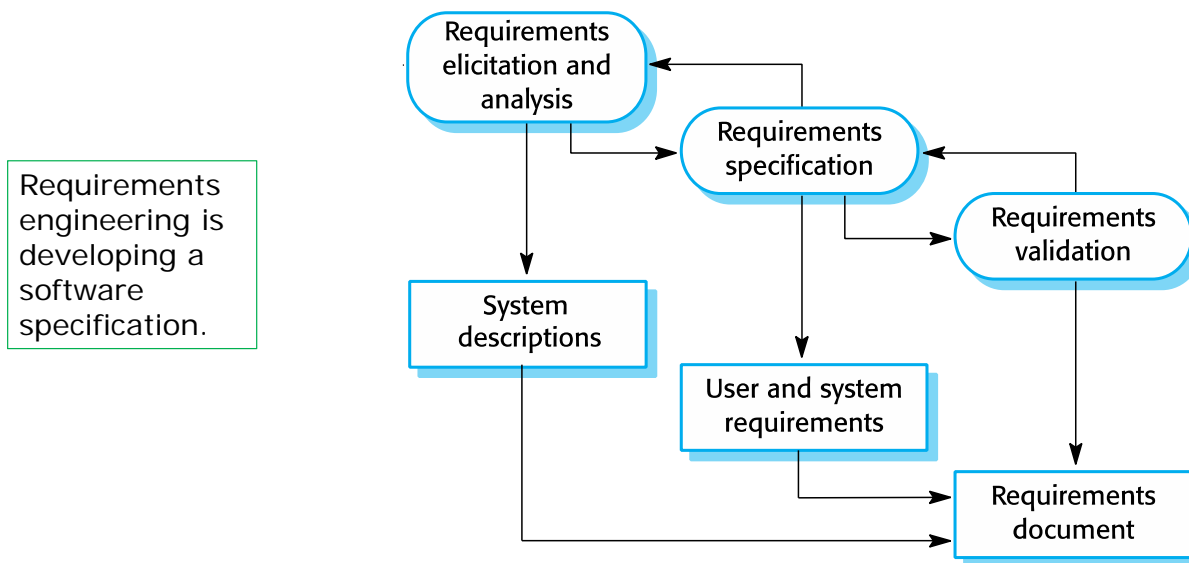 Requirements
elicitation and
analysis
Requirements
specification
Requirements
engineering is
developing a
software
specification.
Requirements
validation
System
descriptions
User and system
requirements
Requirements
document